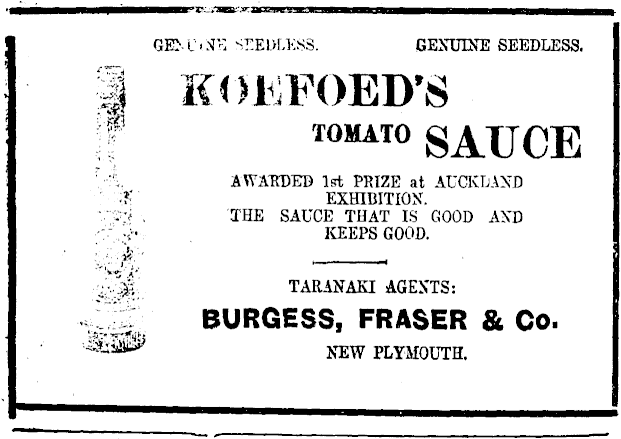 GENUINE SEEDLESS. GENUINE SEEDLESS.
KOEFOED'S
TOMATO SAUCE
AWARDED 1st PRIZE at AUCKLAND
EXHIBITION.
THE SAUCE THAT IS GOOD AND
KEEPS GOOD.
TARANAKI AGENTS:
BURGESS, FRASER & Co.
NEW PLYMOUTH.